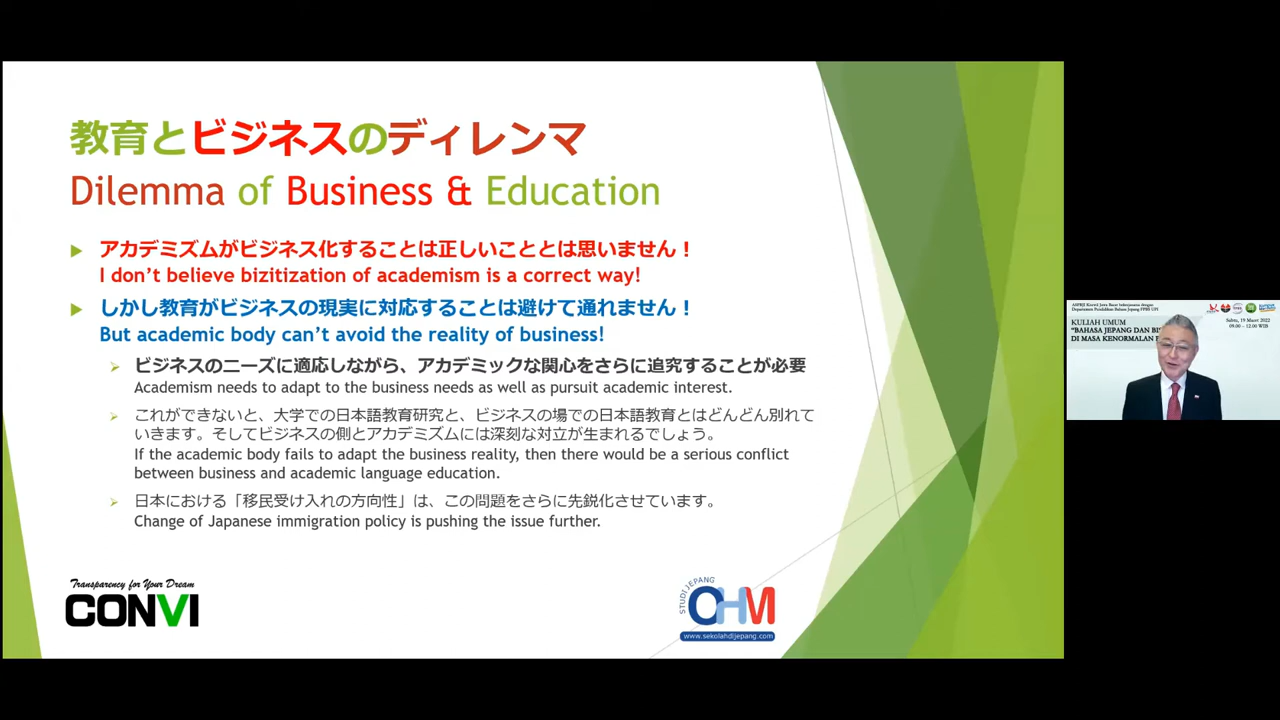 教育とビジネスのディレンマ
Dilemma of Business & Education
アカデミズムがビジネス化することは正しいこととは思いません！
I don't believe bizitization of academism is a correct way!
しかし教育がビジネスの現実に対応することは避けて通れません！
But academic body can't avoid the reality of business!
ビジネスのニーズに適応しながら、アカデミックな関心をさらに追究することが必要
Academism needs to adapt to the business needs as well as pursuit academic interest.
これができないと、大学での日本語教育研究と、ビジネスの場での日本語教育とはどんどん別れて
いきます。そしてビジネスの側とアカデミズムには深刻な対立が生まれるでしょう。
If the academic body fails to adapt the business reality, then there would be a serious conflict
between business and academic language education.
日本における「移民受け入れの方向性」は、この問題をさらに先鋭化させています。
Change of Japanese immigration policy is pushing the issue further.
Transparency for Your Dream
CONVI
STUDI JEPANG
OHM
www.sekolahdijepang.com
Sabtu, 19 Maret 2022
09.00 - 12.00 WIB
KULIAH UMUM
"BAHASA JEPANG DAN BI
DI MASA KENORMALAN